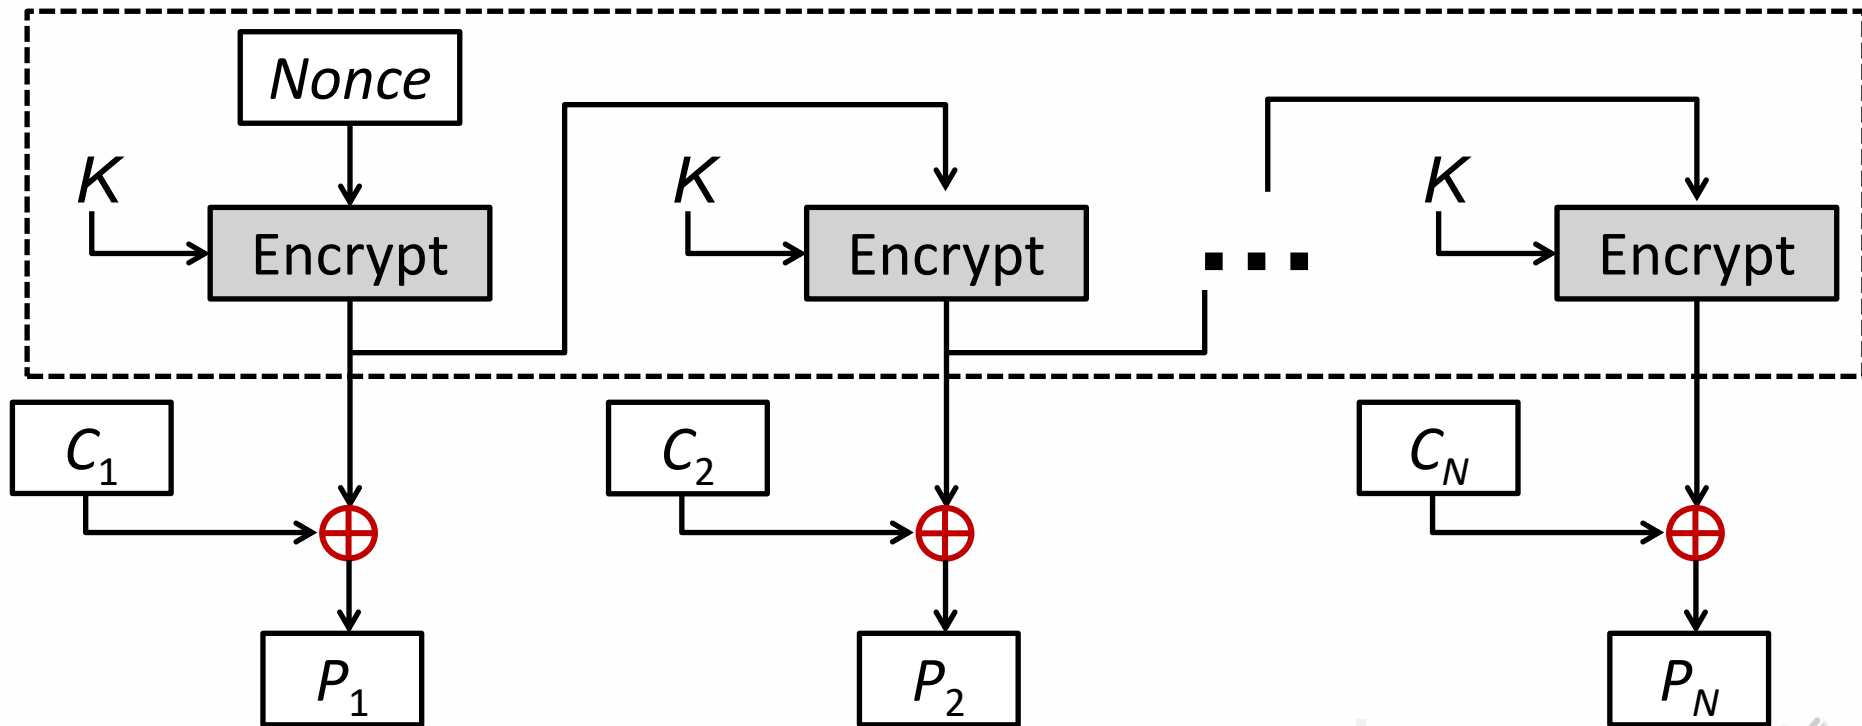 Nonce
K K K
Encrypt Encrypt ... Encrypt
C1 C2 CN
P1 P2 PN